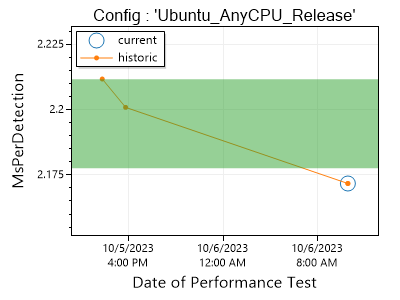 Config : 'Ubuntu_AnyCPU_Release'
current
historic
2.225
2.2
2.175
MsPerDetection
10/5/2023
4:00 PM
10/6/2023
12:00 AM
10/6/2023
8:00 AM
Date of Performance Test